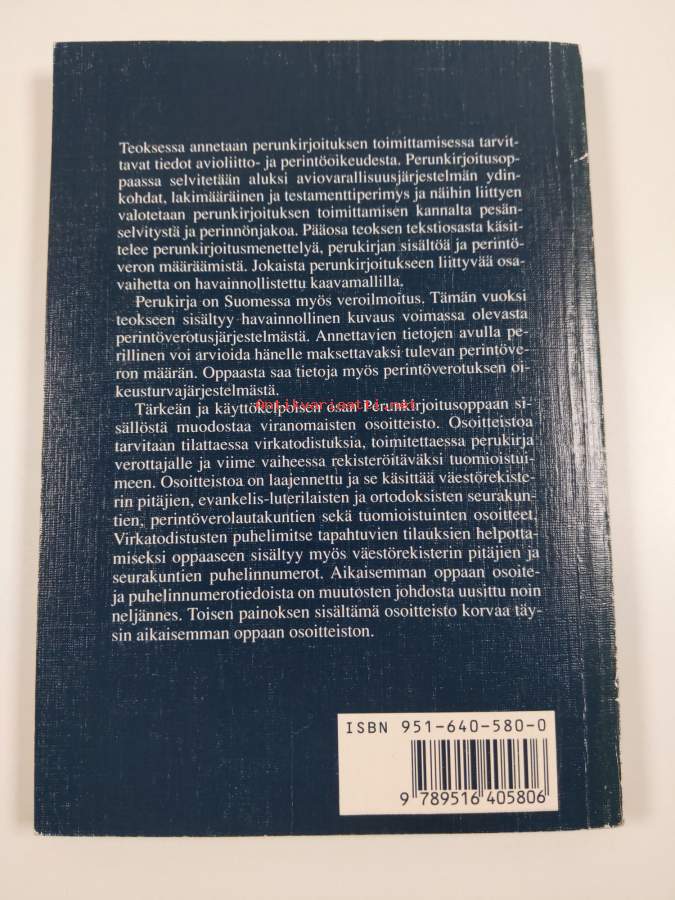 Teoksessa annetaan perunkirjoituksen toimittamisessa tarvit-
tavat tiedot avioliitto- ja perintöoikeudesta. Perunkirjoitusop-
paassa selvitetään aluksi aviovarallisuusjärjestelmän ydin-
kohdat, lakimääräinen ja testamenttiperimys ja näihin liittyen
valotetaan perunkirjoituksen toimittamisen kannalta pesän-
selvitystä ja perinnönjakoa. Pääosa teoksen tekstiosasta käsit-
telee perunkirjoitusmenettelyä, perukirjan sisältöä ja perintö-
veron määräämistä. Jokaista perunkirjoitukseen liittyvää osa-
vaihetta on havainnollistettu kaavamallilla.
Perukirja on Suomessa myös veroilmoitus. Tämän vuoksi
teokseen sisältyy havainnollinen kuvaus voimassa olevasta
perintöverotusjärjestelmästä. Annettavien tietojen avulla pe-
rillinen voi arvioida hänelle maksettavaksi tulevan perintöve-
ron määrän. Oppaasta saa tietoja myös perintöverotuksen oi-
keusturvajärjestelmästä.
Tärkeän ja käyttökelpoisen osan Perunkirjoitusoppaan si-
sällöstä muodostaa viranomaisten osoitteisto. Osoitteistoa
tarvitaan tilattaessa virkatodistuksia, toimitettaessa perukirja
verottajalle ja viime vaiheessa rekisteröitäväksi tuomioistui-
meen. Osoitteistoa on laajennettu ja se käsittää väestörekiste-
rin pitäjien, evankelis-luterilaisten ja ortodoksisten seurakun-
tien, perintöverolautakuntien sekä tuomioistuinten osoitteet.
Virkatodistusten puhelimitse tapahtuvien tilauksien helpotta-
miseksi oppaaseen sisältyy myös väestörekisterin pitäjien ja
seurakuntien puhelinnumerot. Aikaisemman oppaan osoite-
ja puhelinnumerotiedoista on muutosten johdosta uusittu noin
neljännes. Toisen painoksen sisältämä osoitteisto korvaa täy-
sin aikaisemman oppaan osoitteiston.
ISBN 951-640-580-0
9 789516 405806